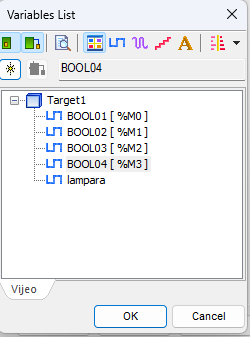 Variables List
A
BOOL04
Target1
BOOL01 [ %M0 ]
BOOL02 [ %M1 ]
BOOL03 [ %M2 ]
BOOL04 [ %M3 ]
lampara
Vijeo
OK
Cancel